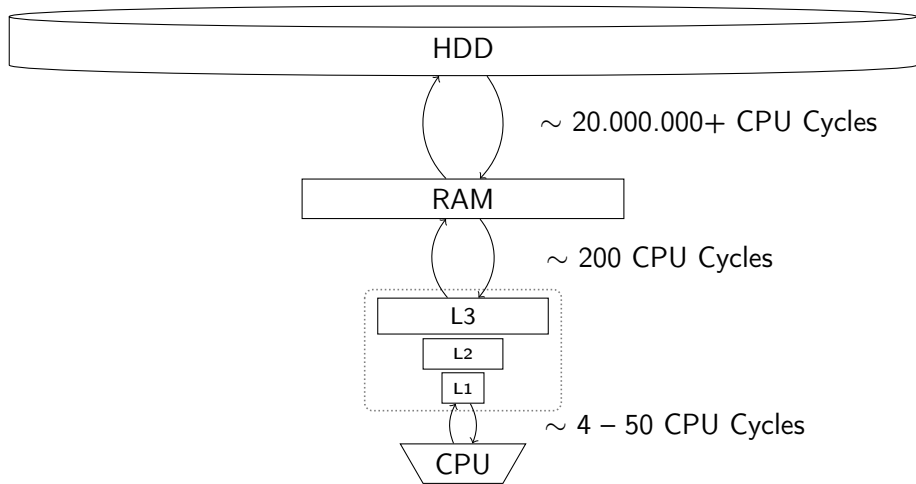 HDD
∼ 20.000.000+ CPU Cycles
RAM
∼ 200 CPU Cycles
L3
L2
L1
∼ 4 – 50 CPU Cycles
CPU